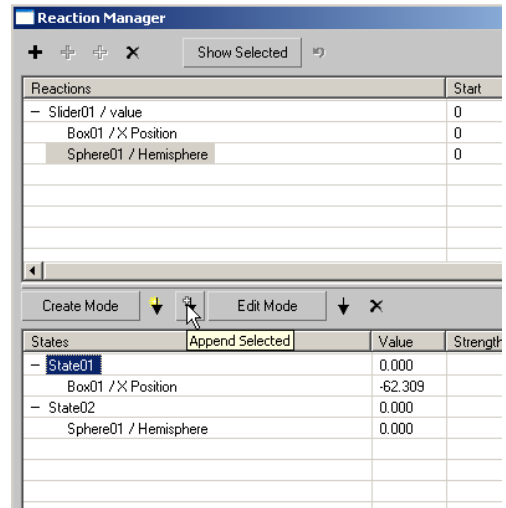 Reaction Manager
Show Selected
Reactions Start
Slider01 / value 0
Box01 / X Position 0
Sphere01 / Hemisphere 0
Create Mode Edit Mode
Append Selected
States Value Strength
State01 0.000
Box01 / X Position -62.309
State02 0.000
Sphere01 / Hemisphere 0.000